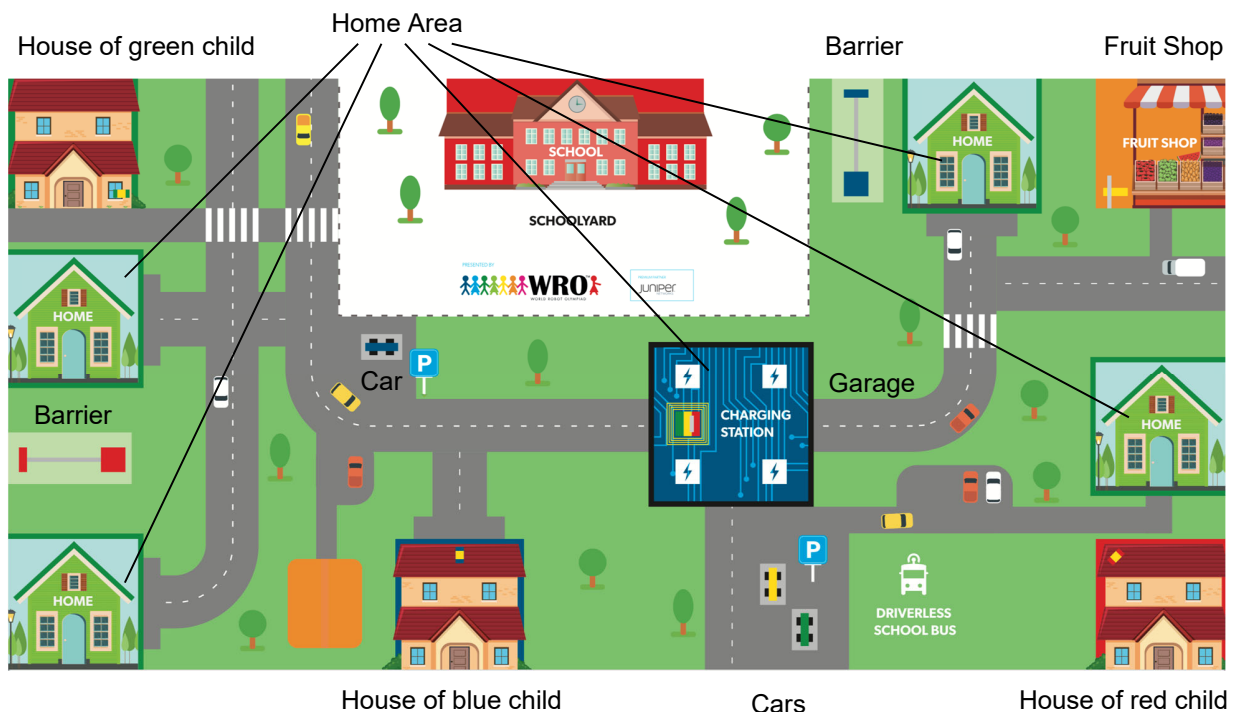 Home Area
House of green child
Barrier
Fruit Shop
SCHOOL
HOME
FRUIT SHOP
SCHOOLYARD
PRESENTED BY
WRO
WORLD ROBOT OLYMPIAD
JUNIPER
HOME
P
Car
Garage
Barrier
CHARGING
STATION
HOME
HOME
P
DRIVERLESS
SCHOOL BUS
House of blue child
Cars
House of red child